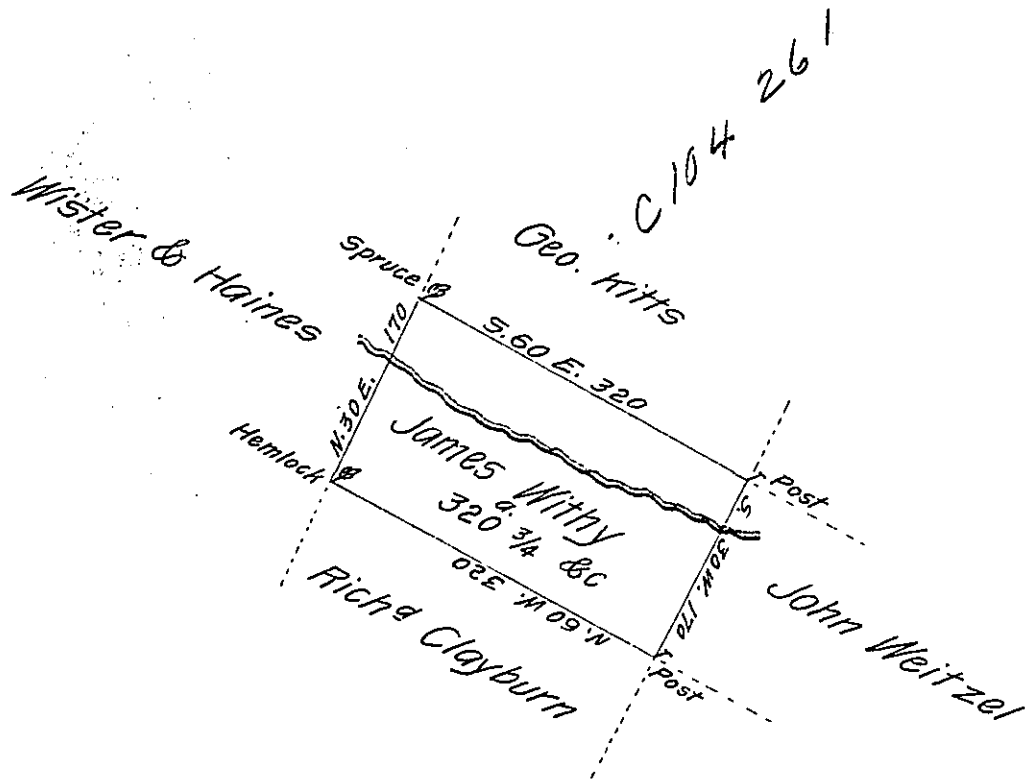 C 104 261
Geo. Kitts
Wister & Haines
Spruce
S. 60 E. 320
N. 30 E. 170
Hemlock
James Withy
a.
320 3/4 &c
Post
S. 30 W. 170
N. 60 W. 320
Post
John Weitzel
Richd Clayburn